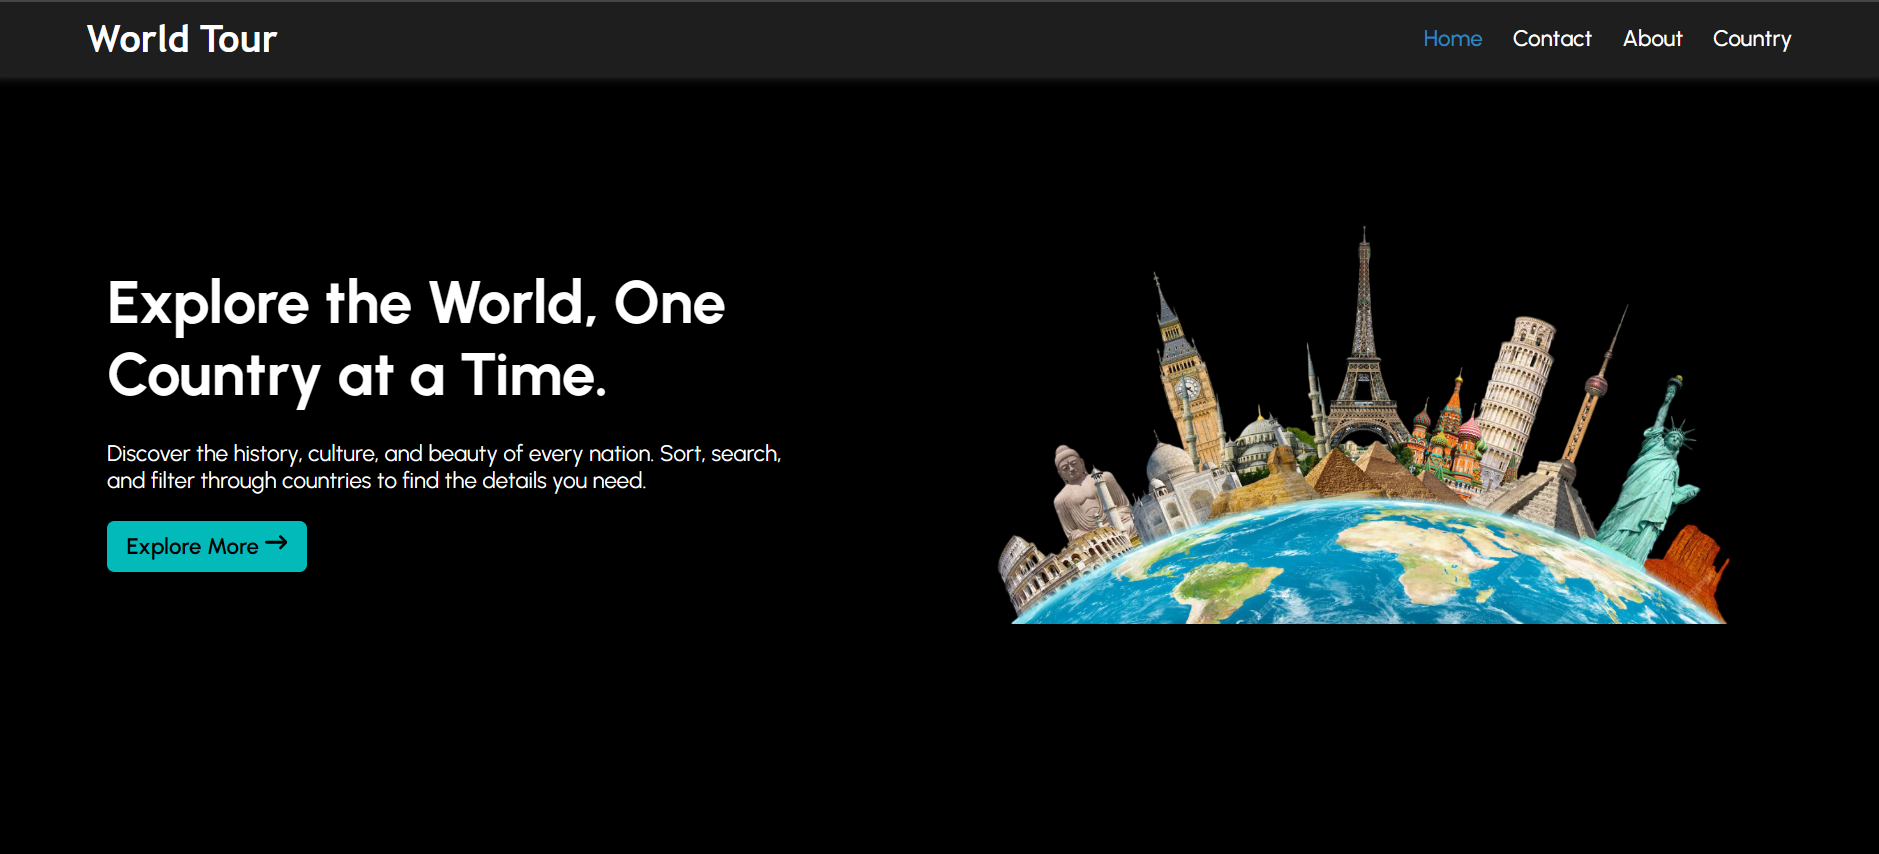 World Tour
Home Contact About Country
Explore the World, One
Country at a Time.
Discover the history, culture, and beauty of every nation. Sort, search,
and filter through countries to find the details you need.
Explore More →